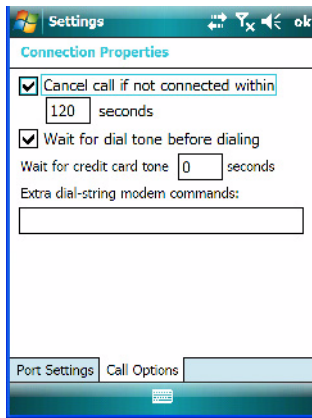 Settings ok
Connection Properties
Cancel call if not connected within
120 seconds
Wait for dial tone before dialing
Wait for credit card tone 0 seconds
Extra dial-string modem commands:
Port Settings Call Options